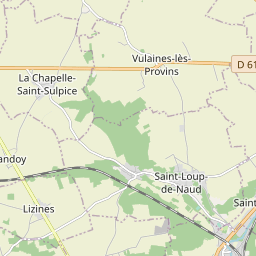 Vulaines-lès-
Provins
D 61
La Chapelle-
Saint-Sulpice
andoy
Saint-Loup-
de-Naud
Lizines
Saint